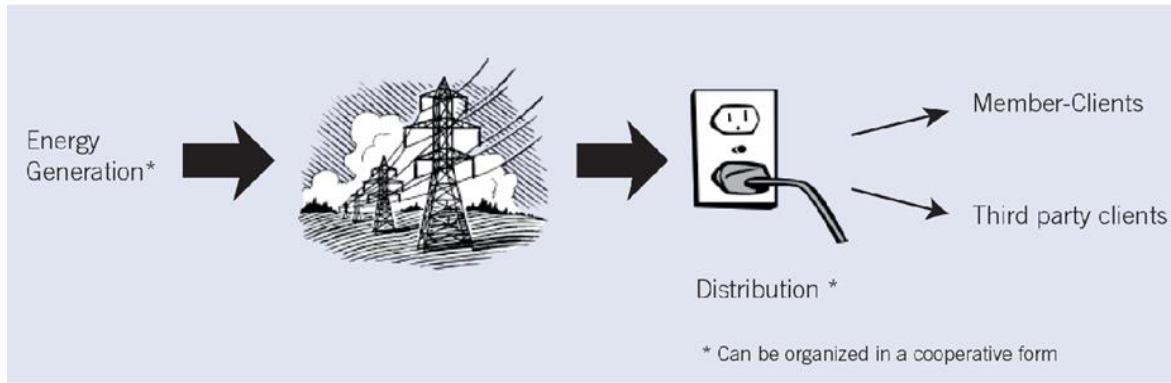 Energy
Generation*
Member-Clients
Third party clients
Distribution *
* Can be organized in a cooperative form